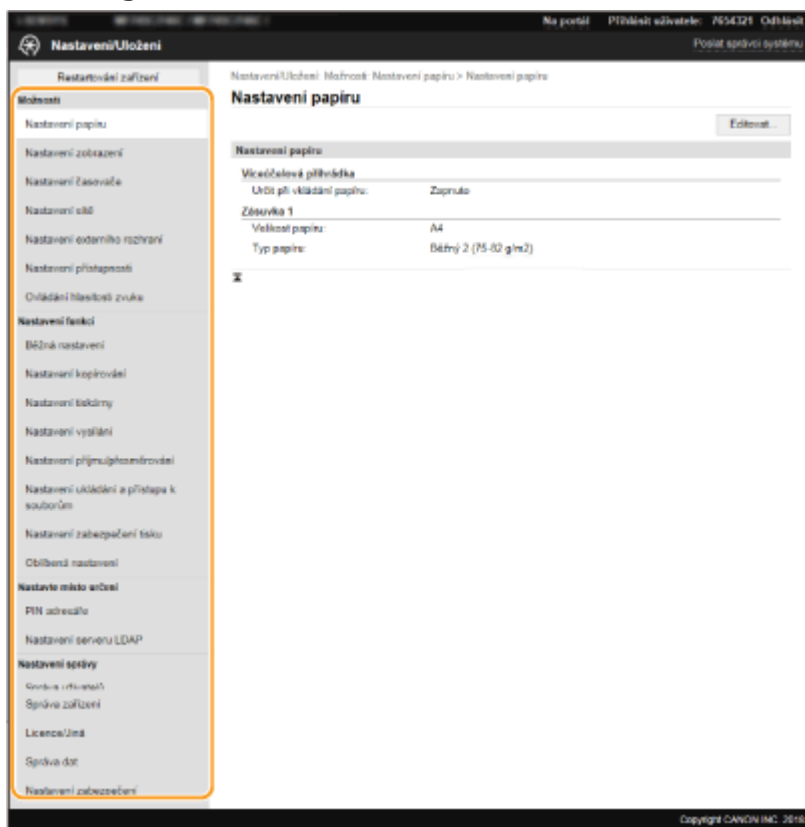 Na portál Přihlásit uživatele: 7654321 Odhlásit
Nastavení/Uložení
Poslat správci systému
Restartování zařízení
Možnosti
Nastavení papíru
Nastavení zobrazení
Nastavení časovače
Nastavení sítě
Nastavení externího rozhraní
Nastavení přístupnosti
Ovládání hlasitosti zvuku
Nastavení funkcí
Běžná nastavení
Nastavení kopírování
Nastavení tiskárny
Nastavení vysílání
Nastavení příjmu/přesměrování
Nastavení ukládání a přístupu k
souborům
Nastavení zabezpečení tisku
Oblíbená nastavení
Nastavte místo určení
PIN adresáře
Nastavení serveru LDAP
Nastavení správy
Správa uživatelů
Správa zařízení
Licence/Jiná
Správa dat
Nastavení zabezpečení
Nastavení/Uložení: Možnosti: Nastavení papíru > Nastavení papíru
Nastavení papíru
Editovat...
Nastavení papíru
Víceúčelová přihrádka
Určit při vkládání papíru: Zapnuto
Zásuvka 1
Velikost papíru: A4
Typ papíru: Běžný 2 (75-82 g/m2)
Copyright CANON INC. 2016